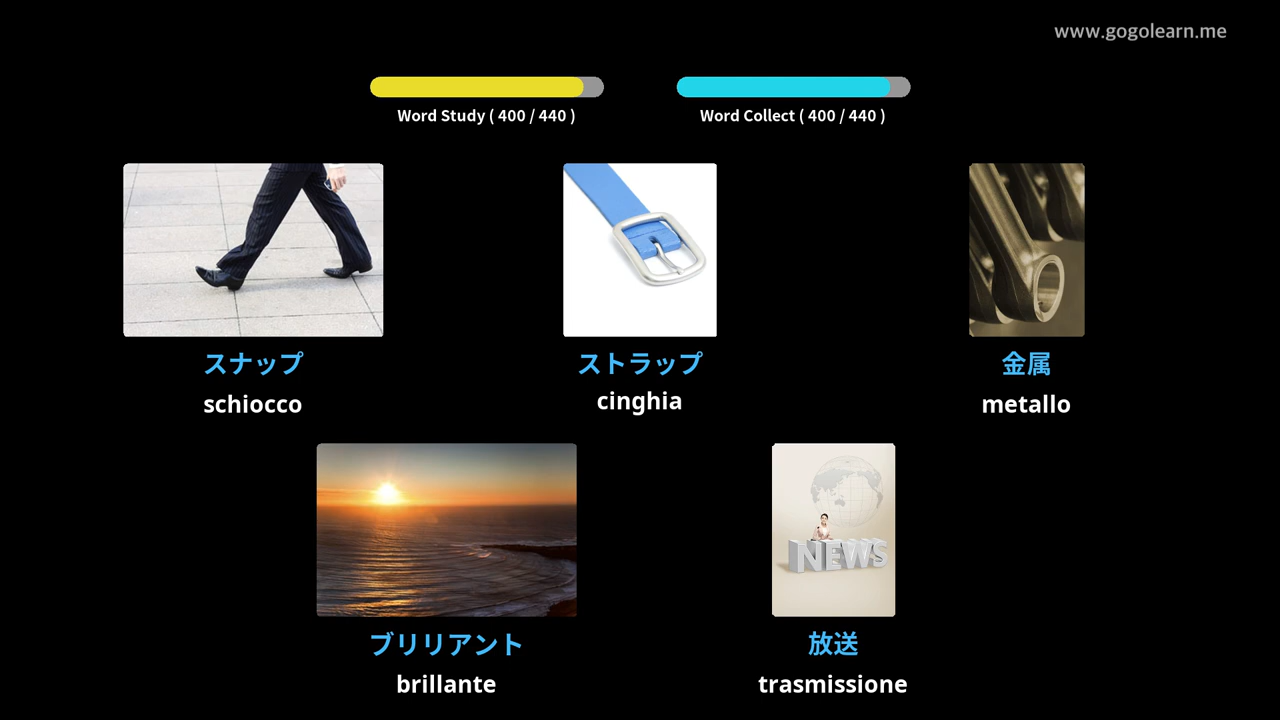 www.gogolearn.me
Word Study ( 400 / 440 )
Word Collect ( 400 / 440 )
スナップ
schiocco
ストラップ
cinghia
金属
metallo
ブリリアント
brillante
NEWS
放送
trasmissione